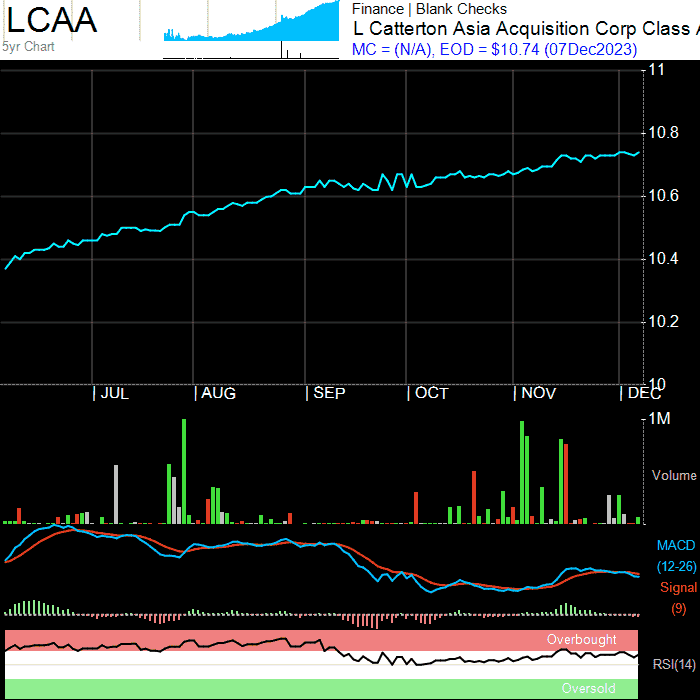 LCAA
5yr Chart
Finance | Blank Checks
L Catterton Asia Acquisition Corp Class A
MC = (N/A), EOD = $10.74 (07Dec2023)
11
10.8
10.6
10.4
10.2
10
| JUL | AUG | SEP | OCT | NOV | DEC
1M
Volume
MACD
(12-26)
Signal
(9)
Overbought
RSI(14)
Oversold